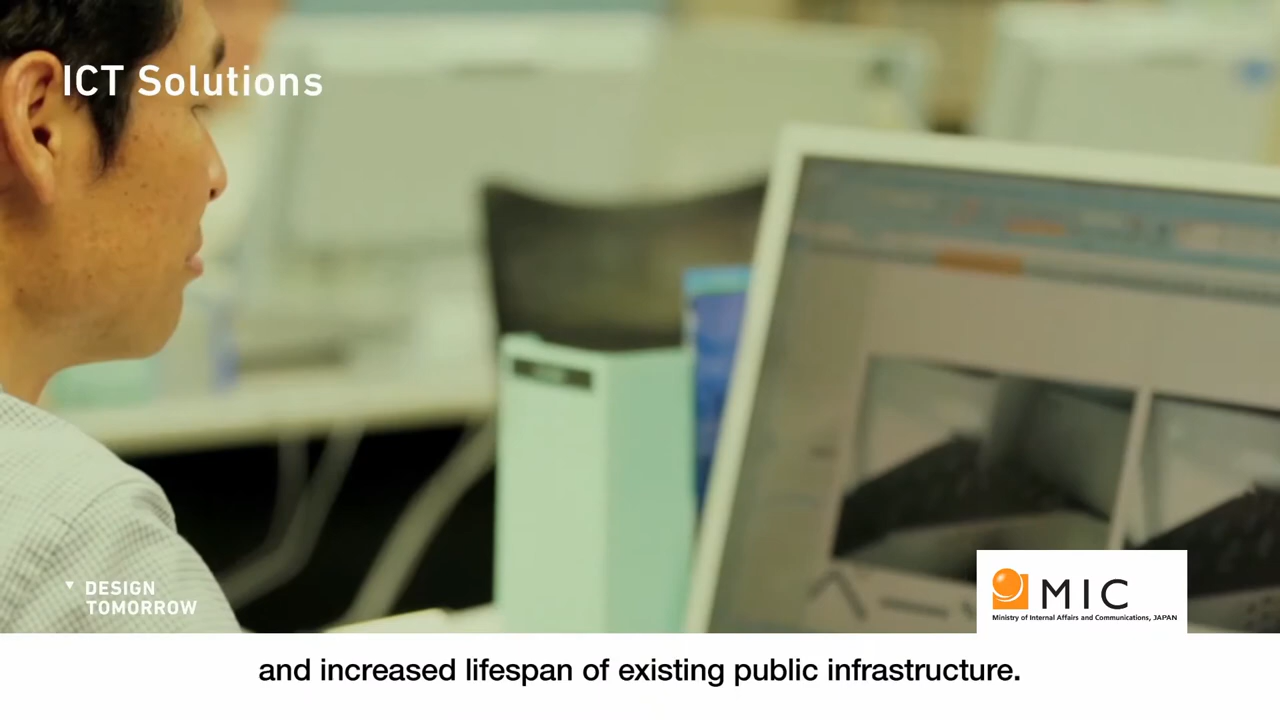 ICT Solutions
DESIGN
TOMORROW
MIC
Ministry of Internal Affairs and Communications, JAPAN
and increased lifespan of existing public infrastructure.